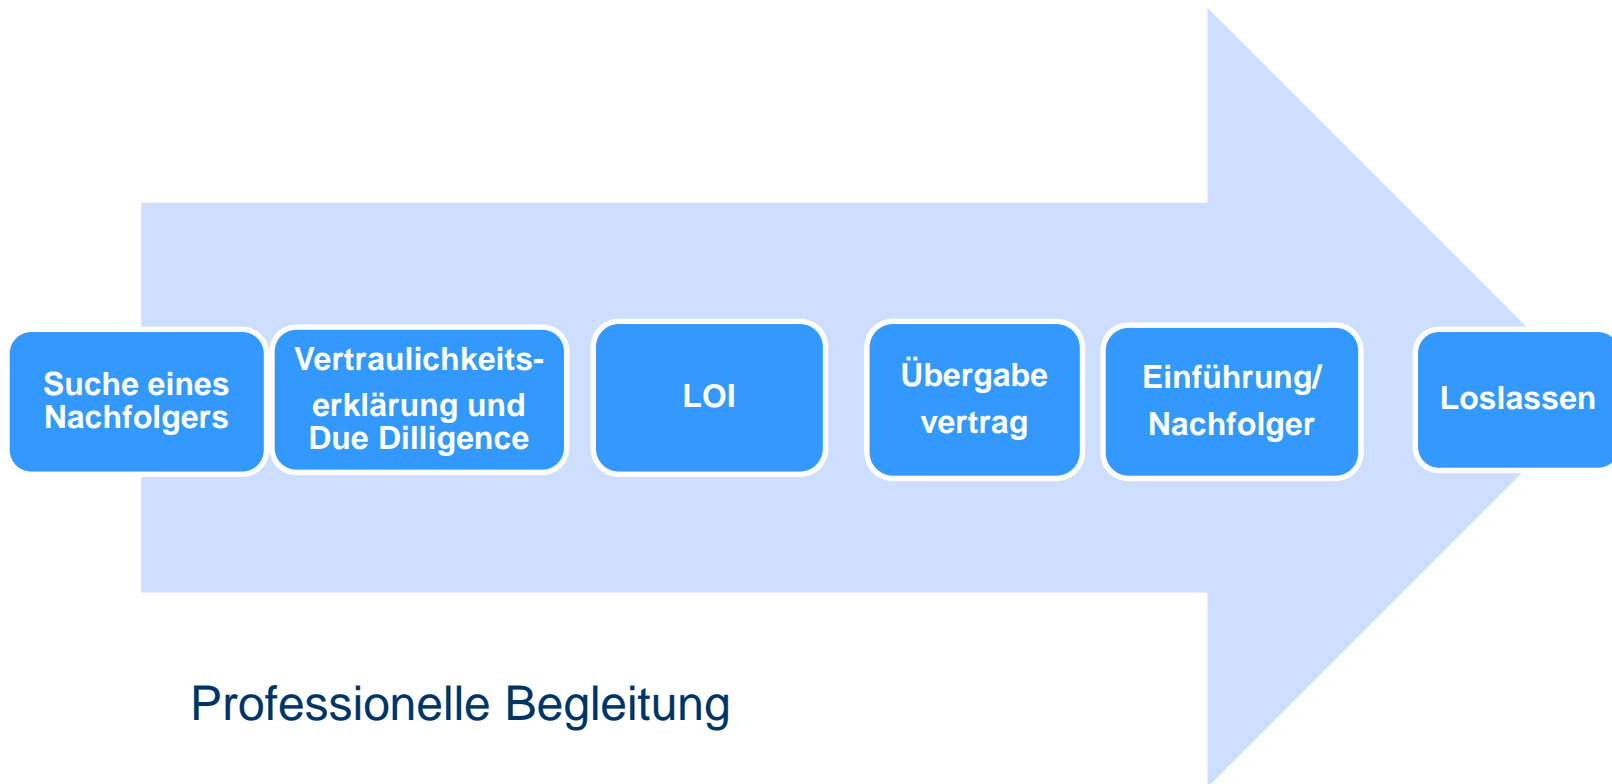 Suche eines
Nachfolgers
Vertraulichkeits-
erklärung und
Due Dilligence
LOI
Übergabe
vertrag
Einführung/
Nachfolger
Loslassen
Professionelle Begleitung